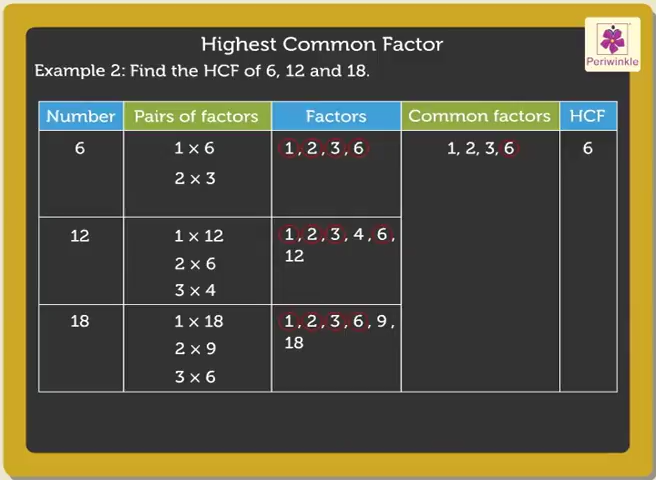 Highest Common Factor
Periwinkle
Example 2: Find the HCF of 6, 12 and 18.
Number Pairs of factors Factors Common factors HCF
6 1 × 6 1, 2, 3, 6 1, 2, 3, 6 6
2 × 3
12 1 × 12 1, 2, 3, 4, 6,
12
2 × 6
3 × 4
18 1 × 18 1, 2, 3, 6, 9,
18
2 × 9
3 × 6